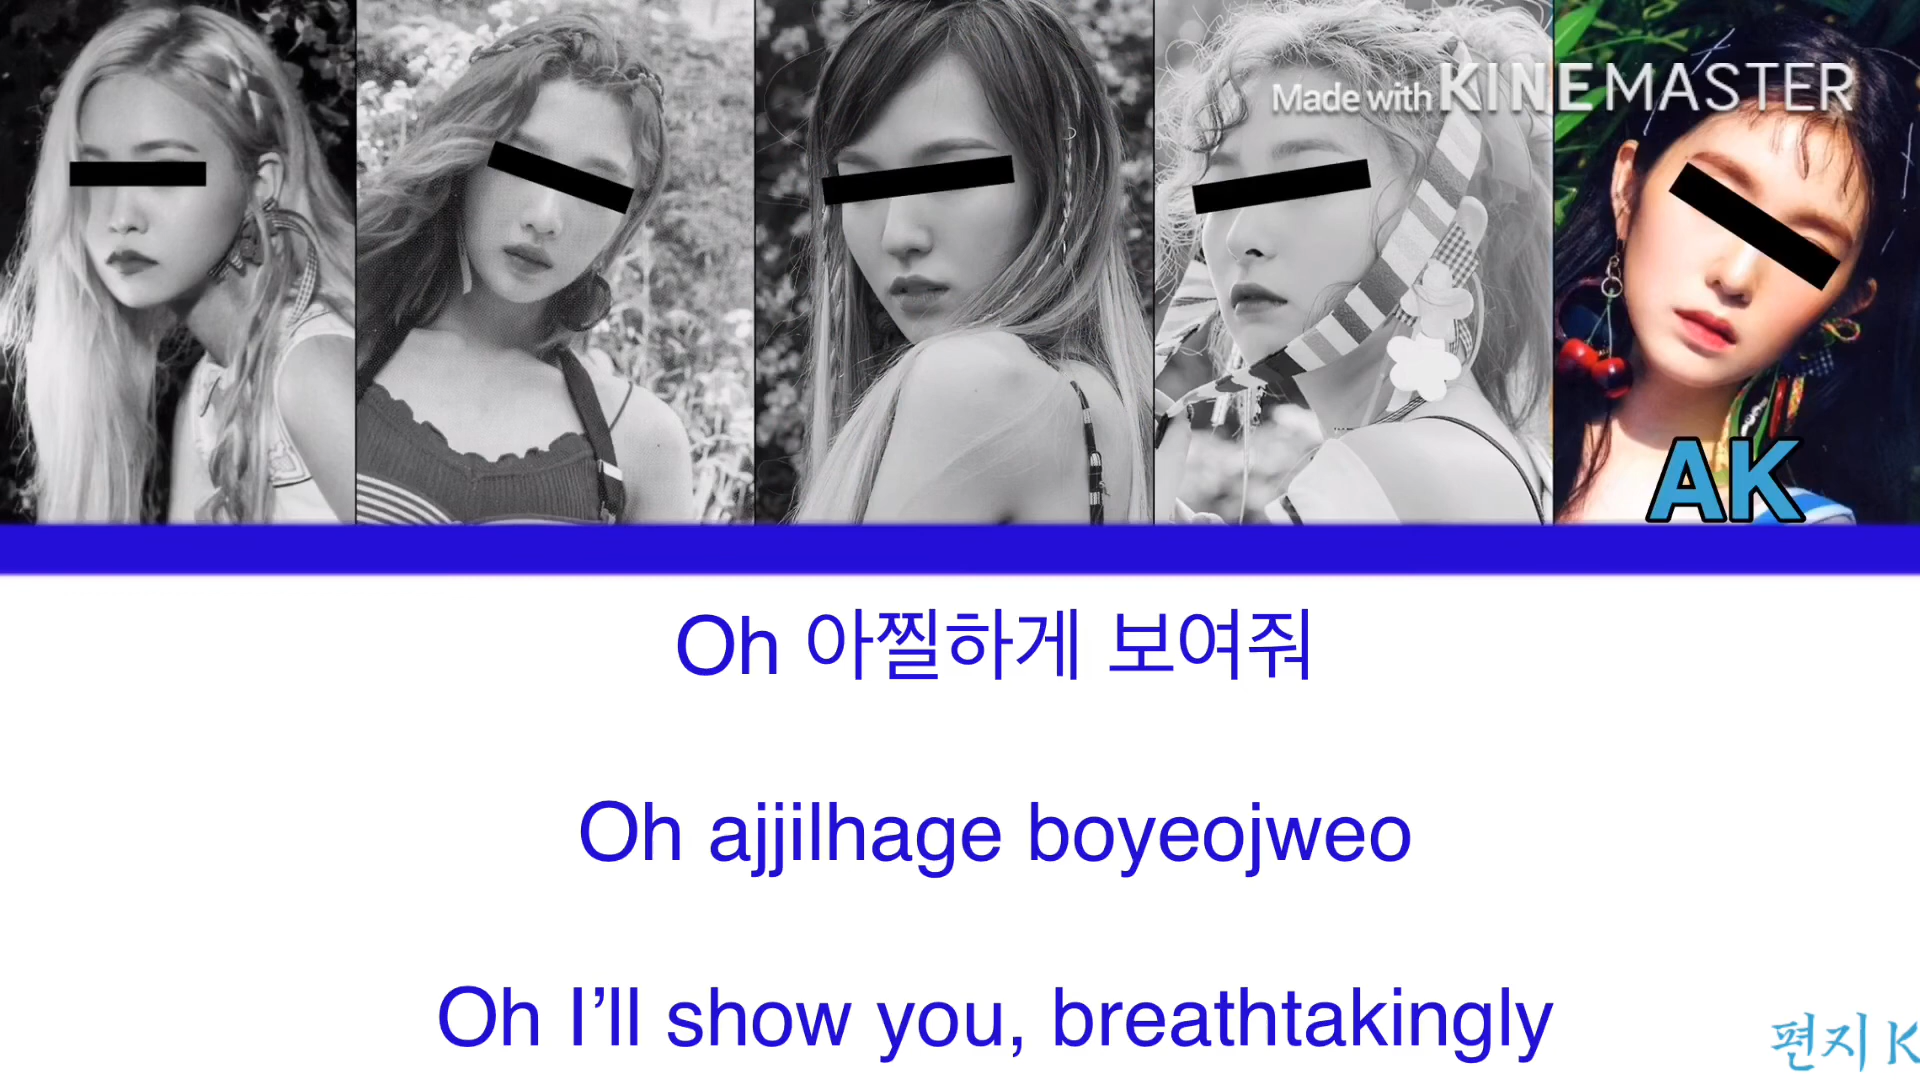 Made with KINEMASTER
AK
Oh 아찔하게 보여줘
Oh ajjilhage boyeojweo
Oh I’ll show you, breathtakingly
편지 K